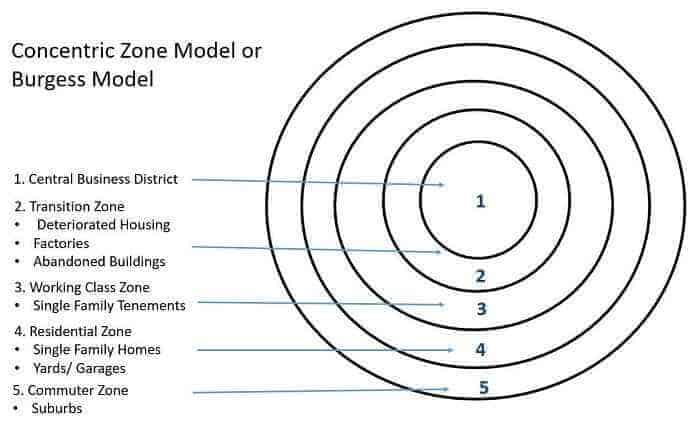 Concentric Zone Model or
Burgess Model
1. Central Business District
2. Transition Zone
• Deteriorated Housing
• Factories
• Abandoned Buildings
3. Working Class Zone
• Single Family Tenements
4. Residential Zone
• Single Family Homes
• Yards/ Garages
5. Commuter Zone
• Suburbs
1
2
3
4
5